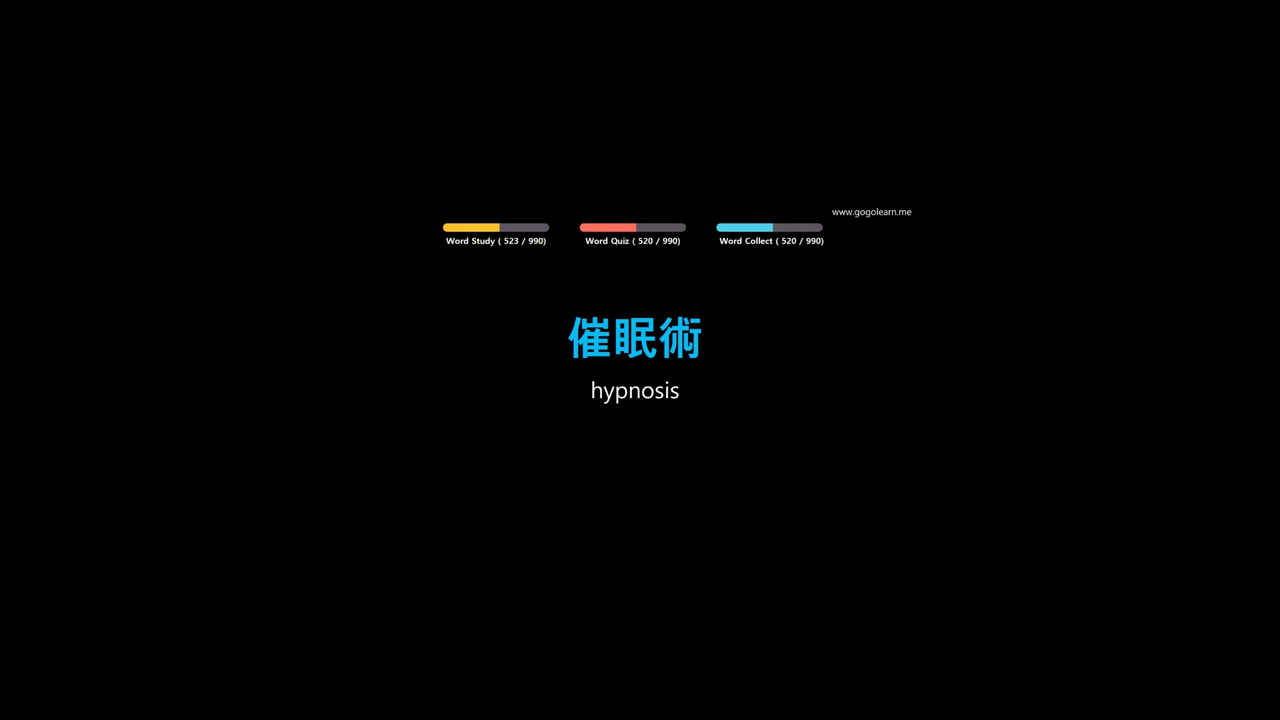 www.gogolearn.me
Word Study ( 523 / 990) Word Quiz ( 520 / 990) Word Collect ( 520 / 990)
催眠術
hypnosis